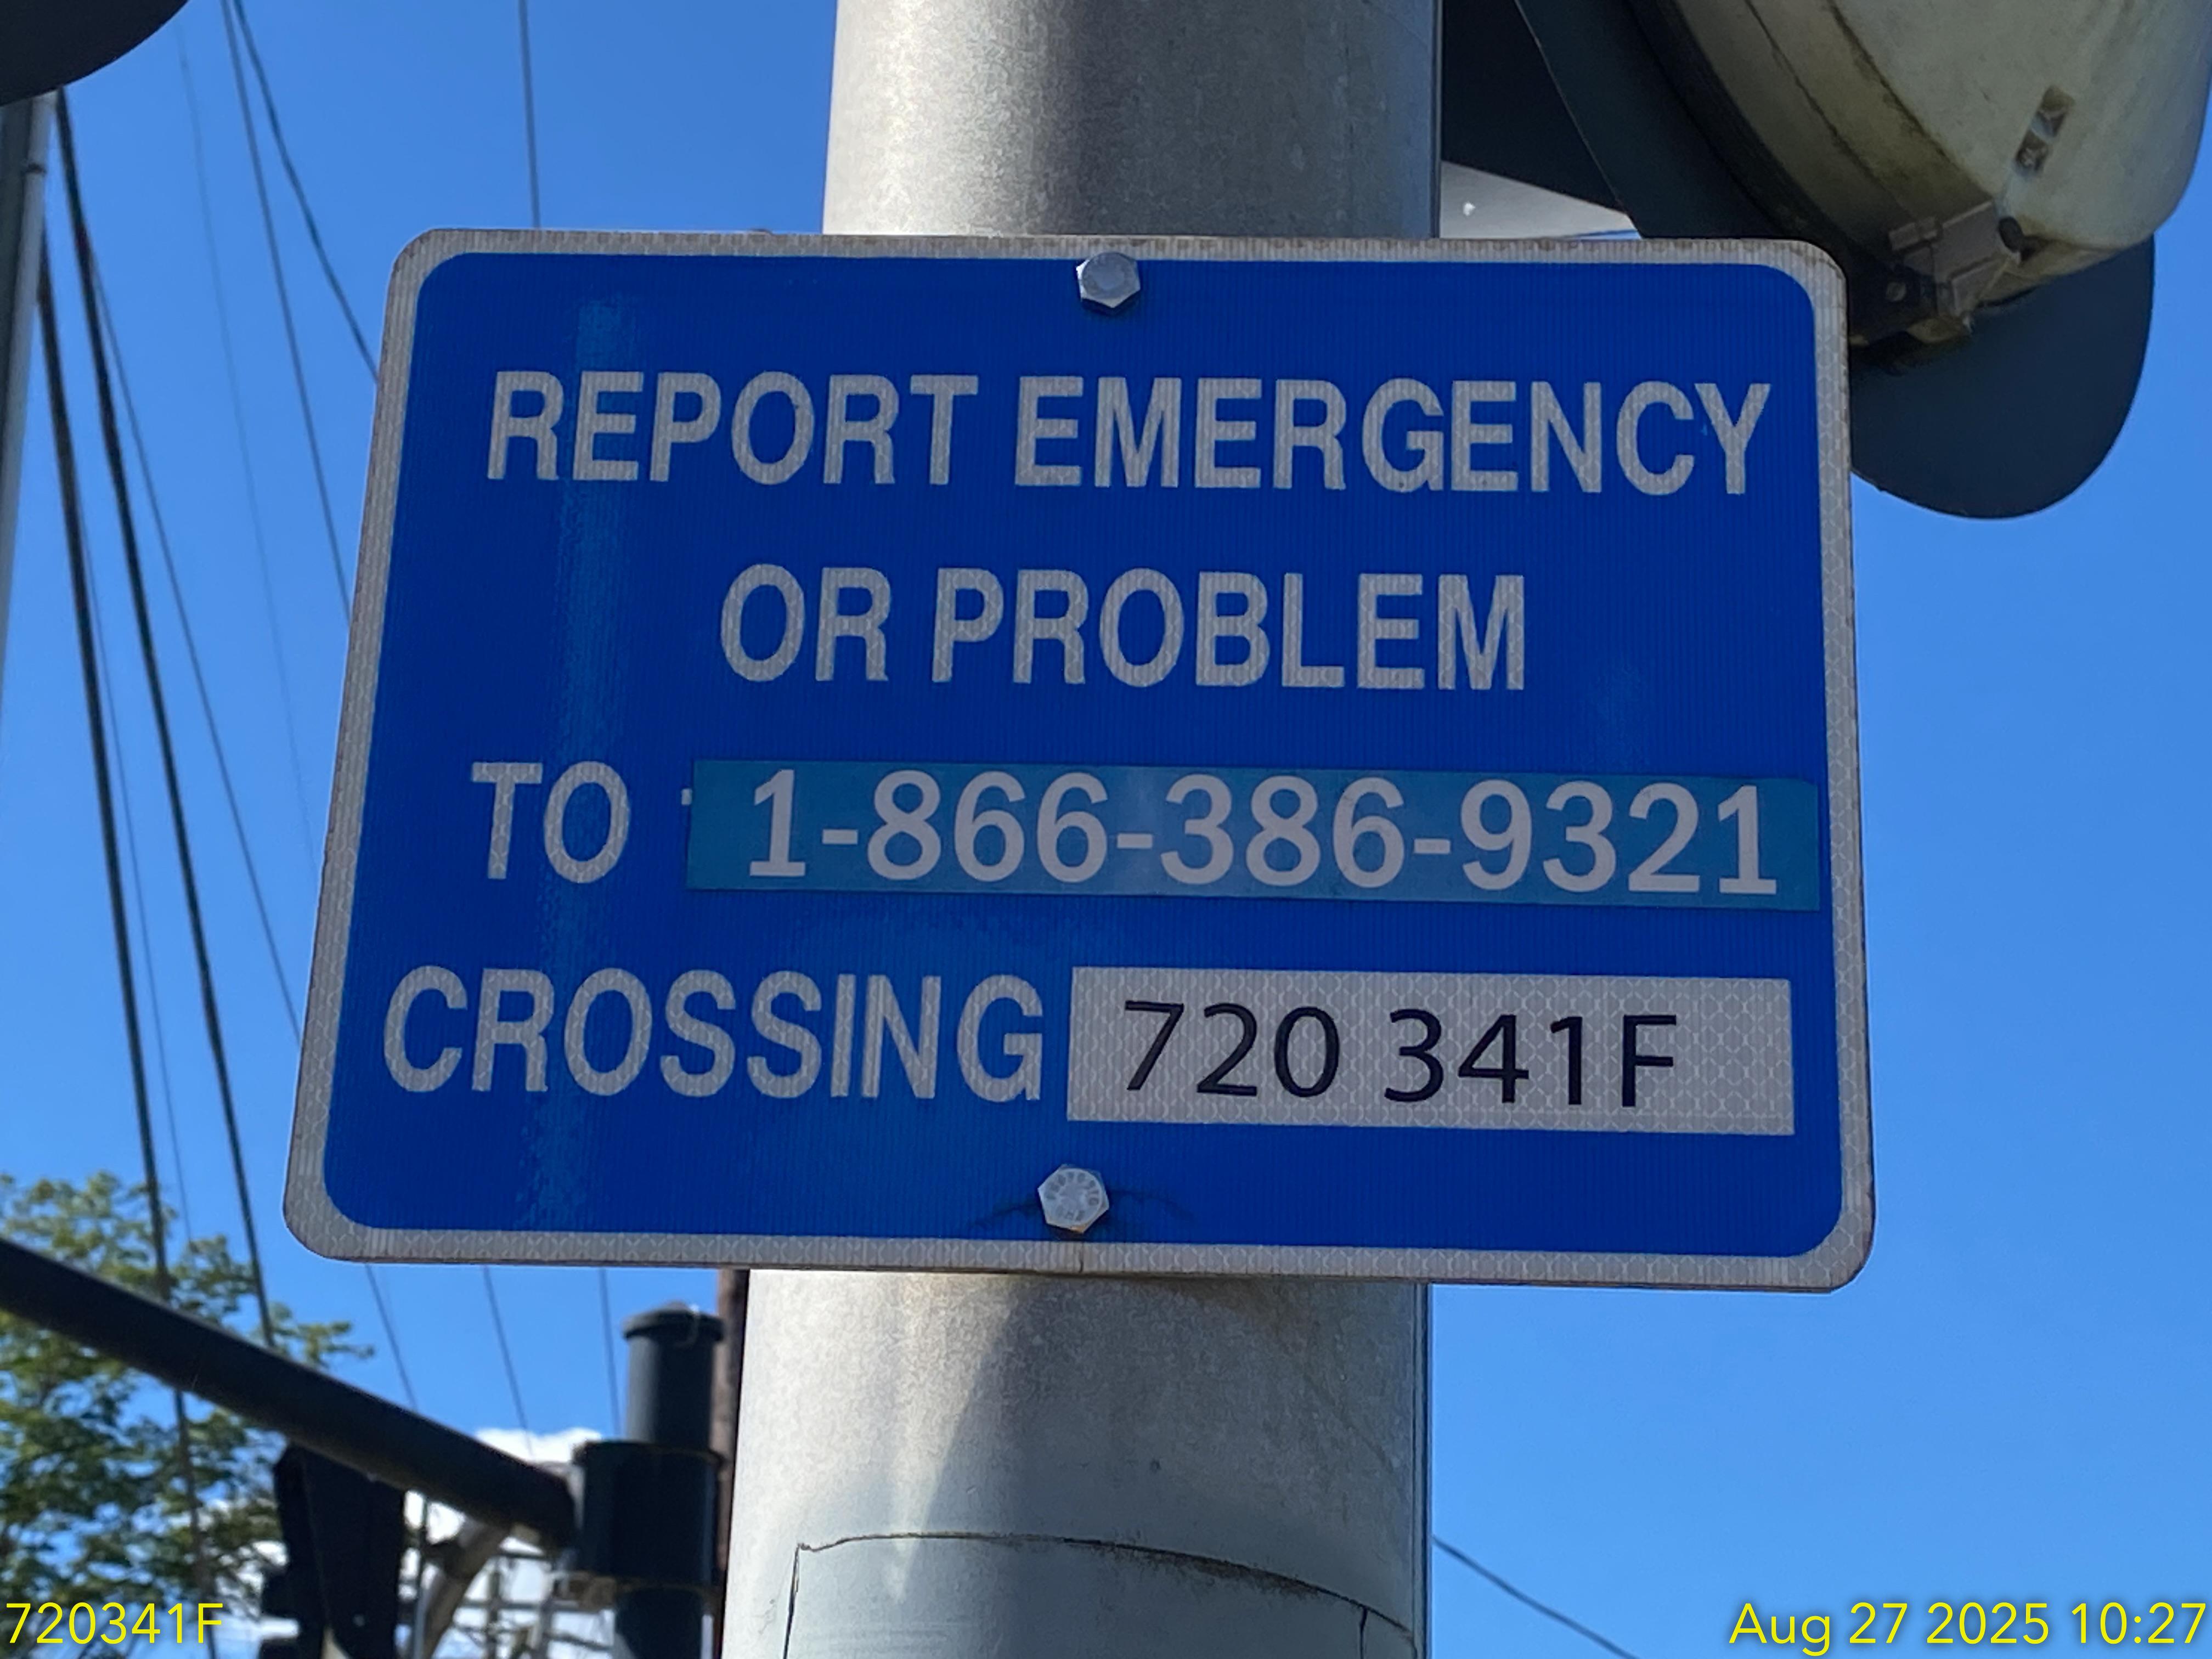 REPORT EMERGENCY
OR PROBLEM
TO 1-866-386-9321
CROSSING 720 341F
720341F
Aug 27 2025 10:27